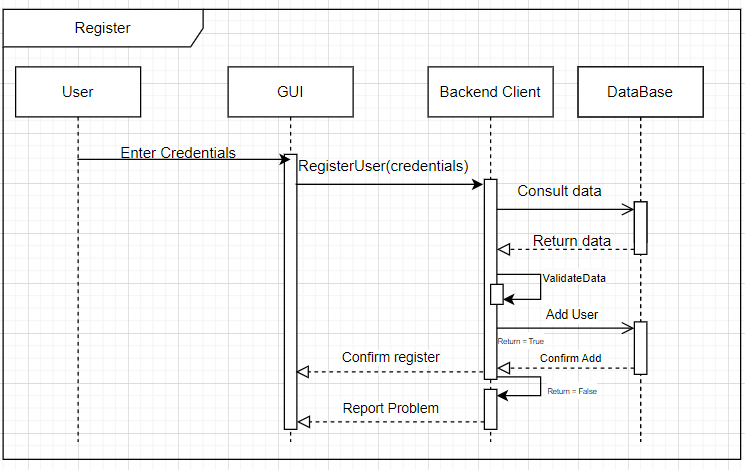 Register
User
GUI
Backend Client
DataBase
Enter Credentials
RegisterUser(credentials)
Consult data
Return data
ValidateData
Add User
Return = True
Confirm register
Confirm Add
Return = False
Report Problem